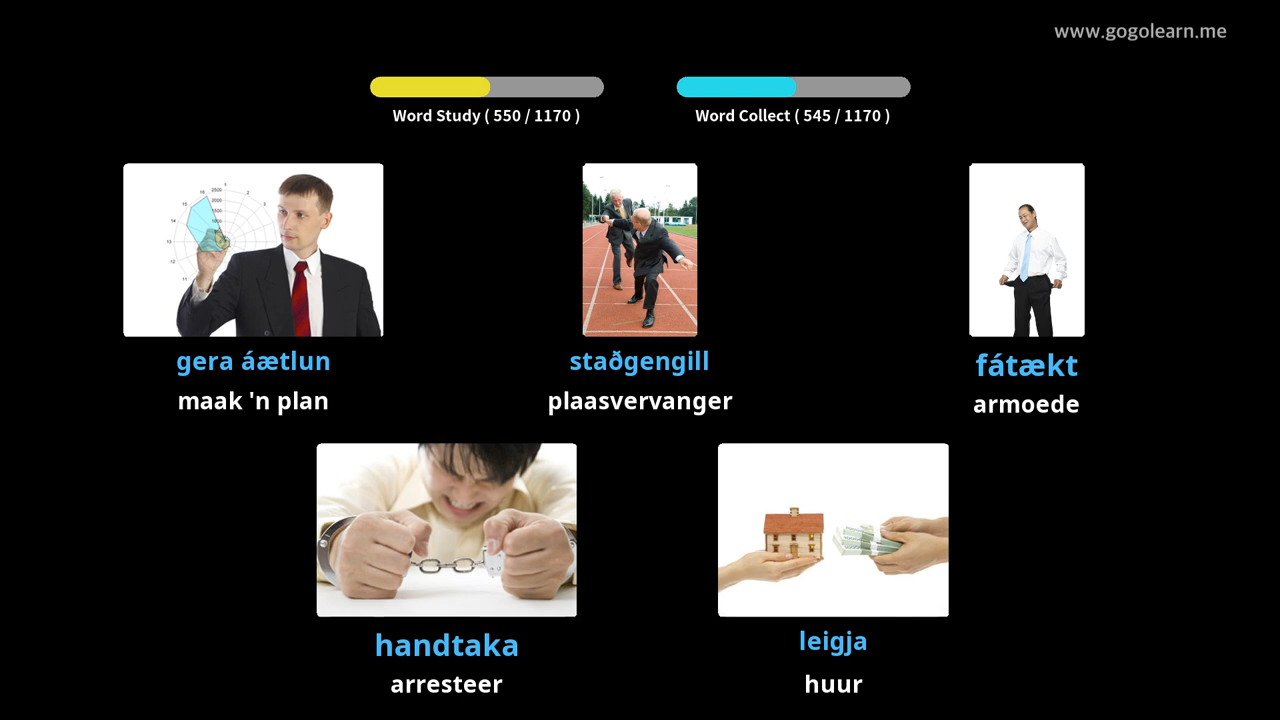 www.gogolearn.me
Word Study ( 550 / 1170 )
Word Collect ( 545 / 1170 )
gera áætlun
staðgengill
fátækt
maak 'n plan
plaasvervanger
armoede
handtaka
leigja
arresteer
huur